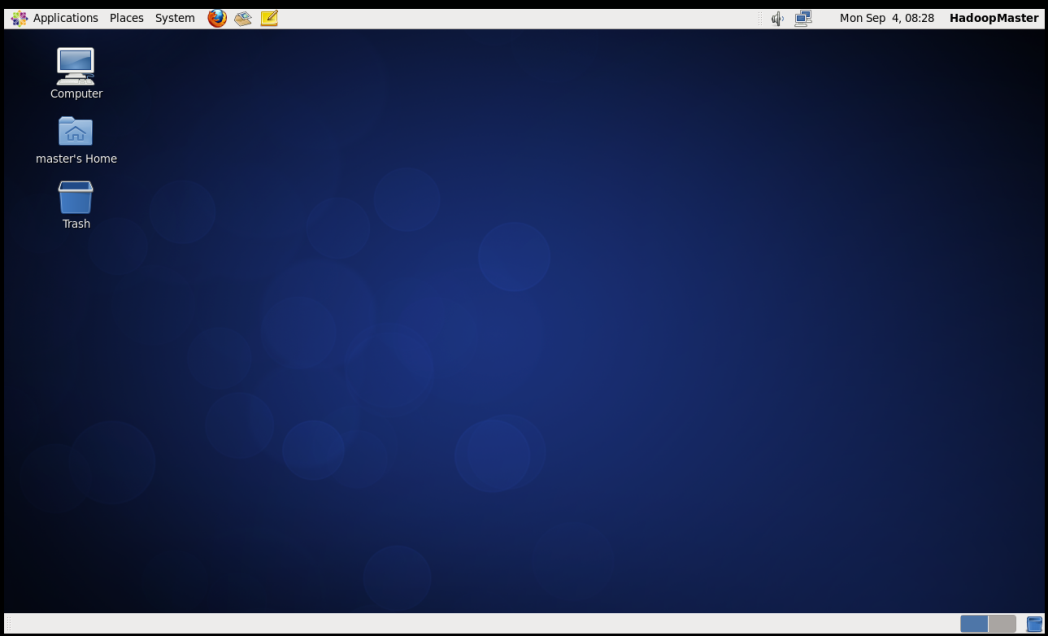 Applications Places System Mon Sep 4, 08:28 HadoopMaster
Computer
master's Home
Trash